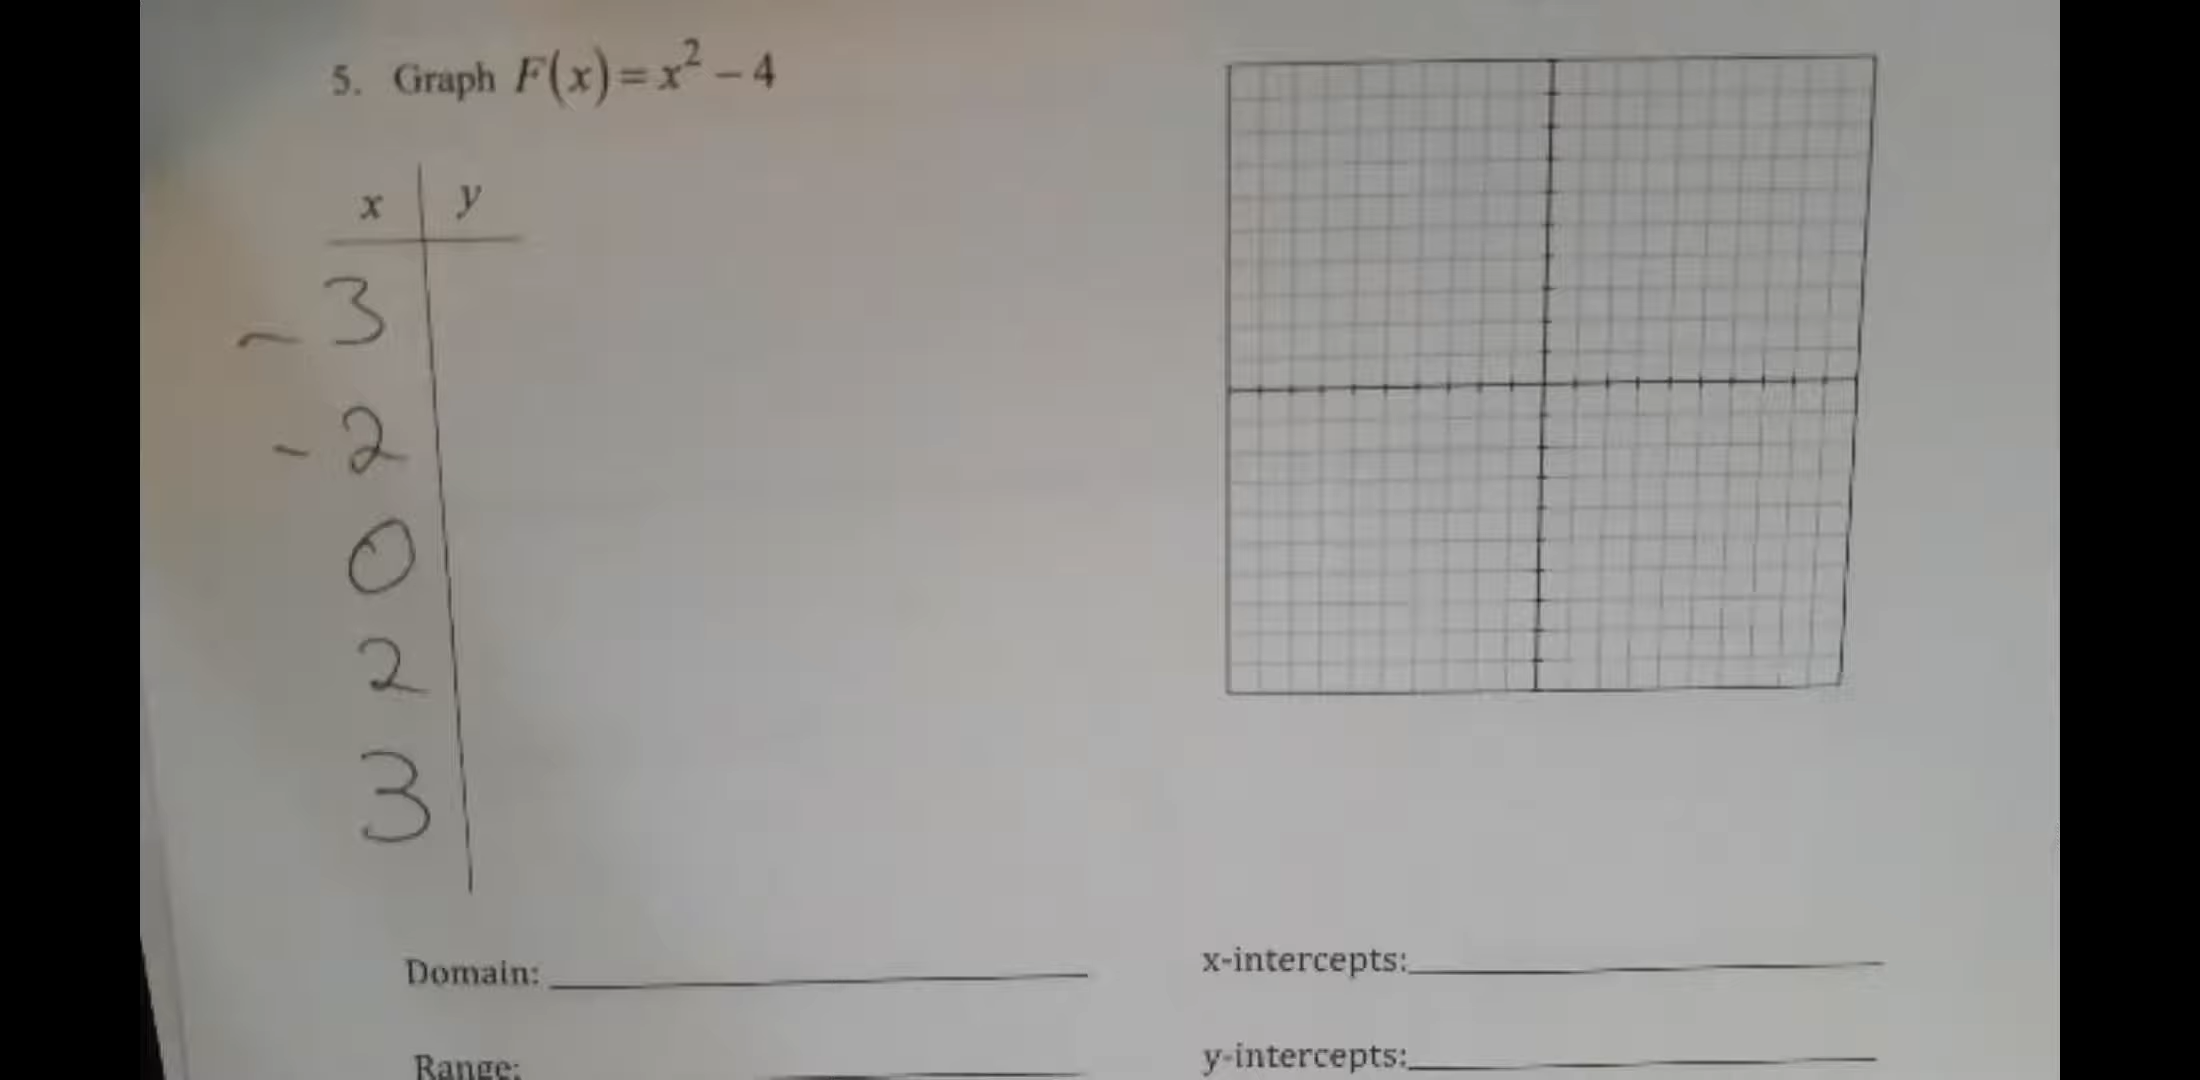 5. Graph F(x) = x² − 4
x y
-3
-2
0
2
3
Domain:
x-intercepts:
Range:
y-intercepts: